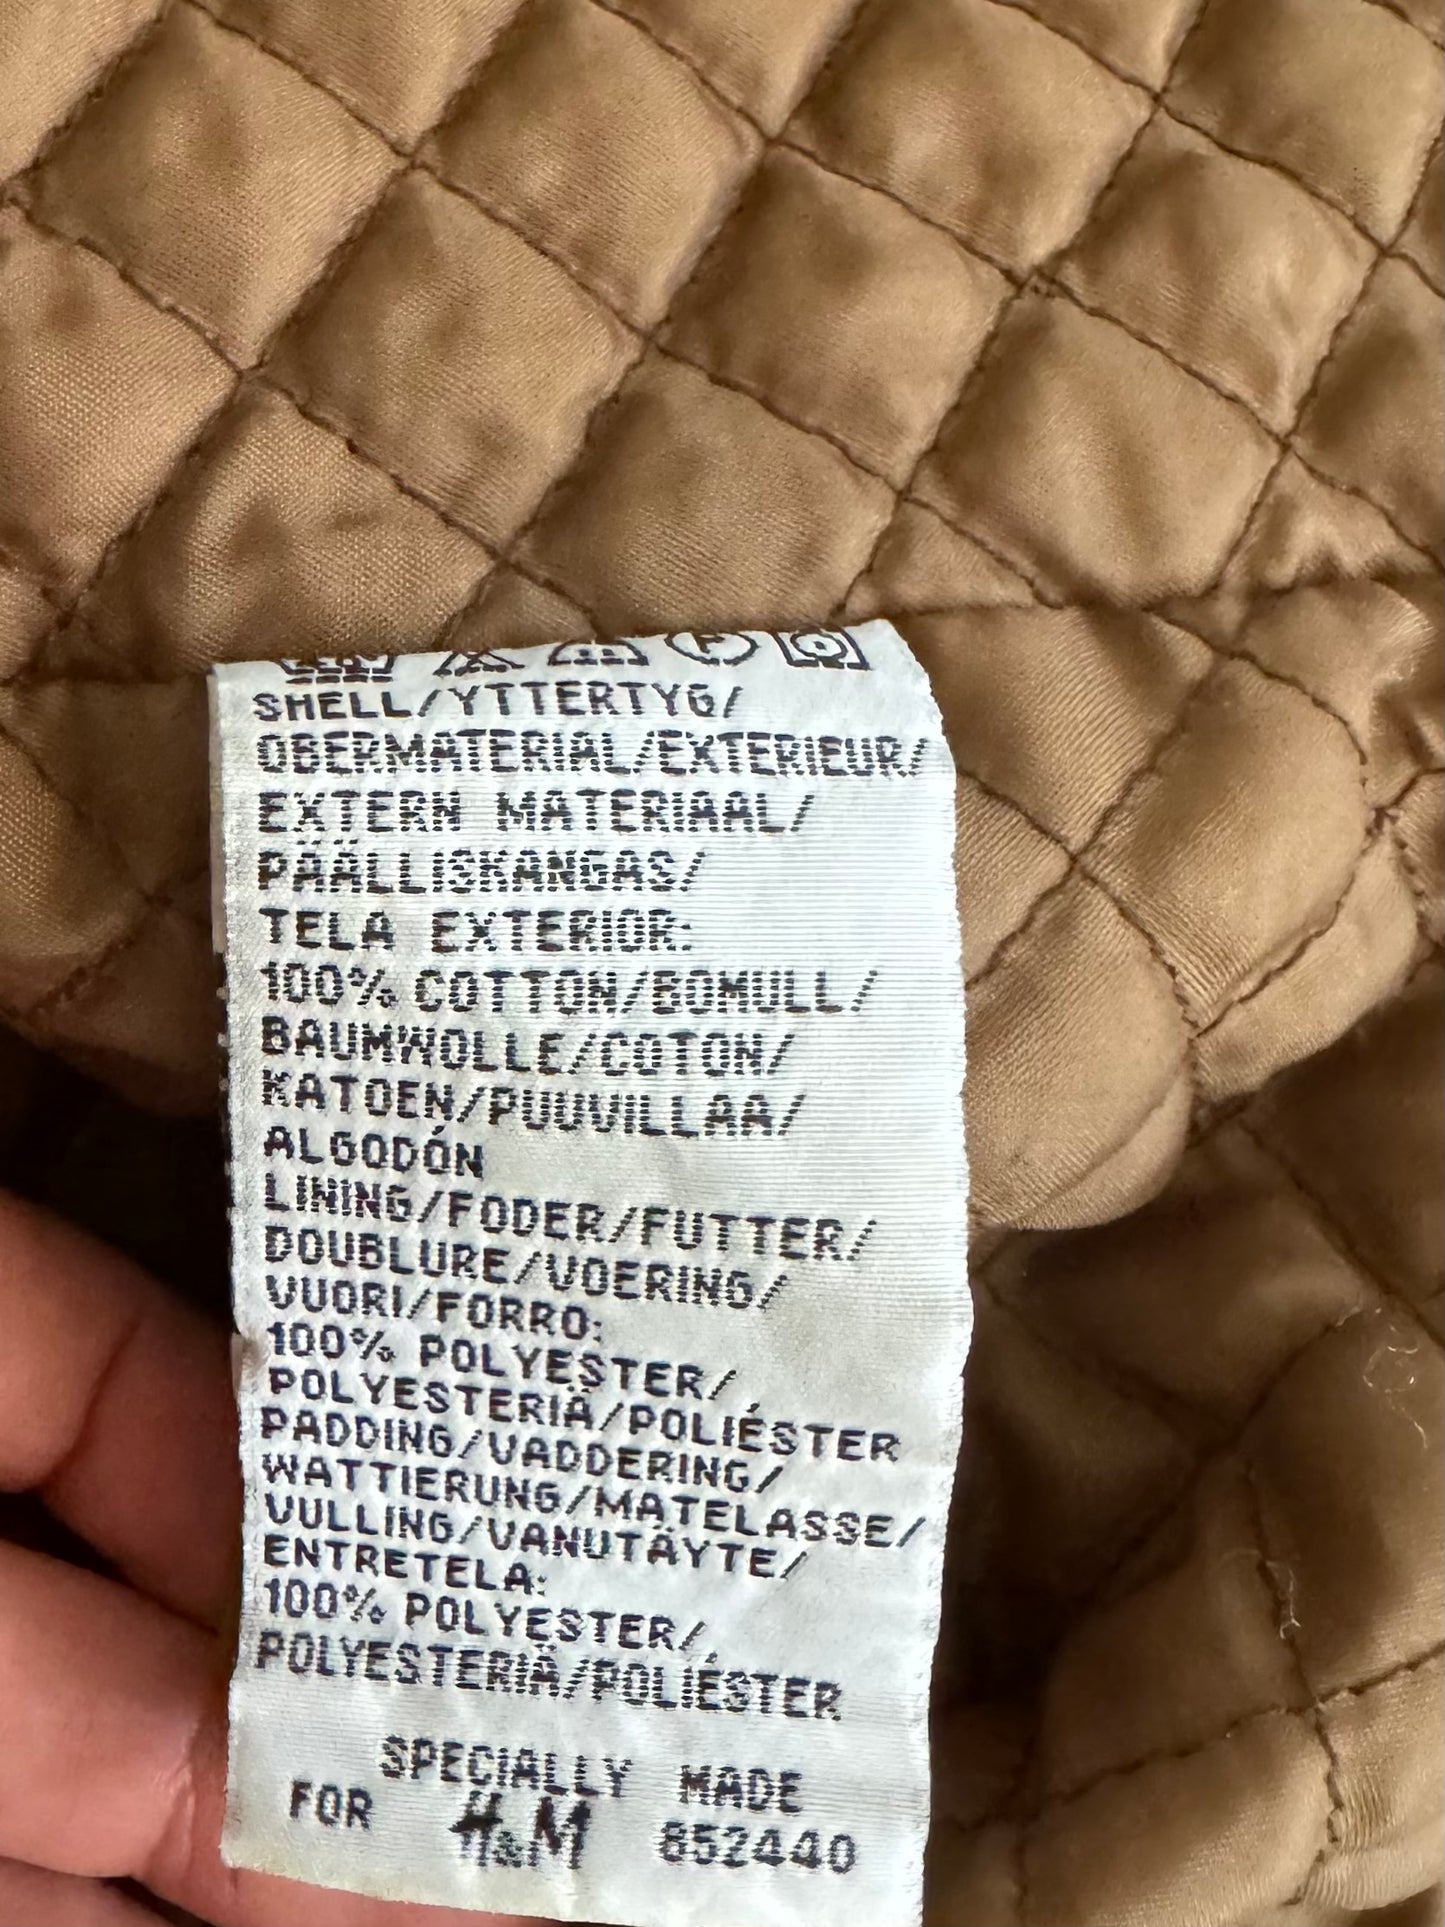 SHELL/YTTERTYG/
OBERMATERIAL/EXTERIEUR/
EXTERN MATERIAAL/
PÄÄLLISKANGAS/
TELA EXTERIOR:
100% COTTON/BOMULL/
BAUMWOLLE/COTON/
KATOEN/PUUVILLAA/
ALGODÓN
LINING/FODER/FUTTER/
DOUBLURE/VOERING/
VUORI/FORRO:
100% POLYESTER/
POLYESTERIÄ/POLIÉSTER
PADDING/VADDERING/
WATTIERUNG/MATELASSE/
VULLING/VANUTÄYTE/
ENTRETELA:
100% POLYESTER/
POLYESTERIÄ/POLIÉSTER
SPECIALLY MADE
FOR H&M 852440